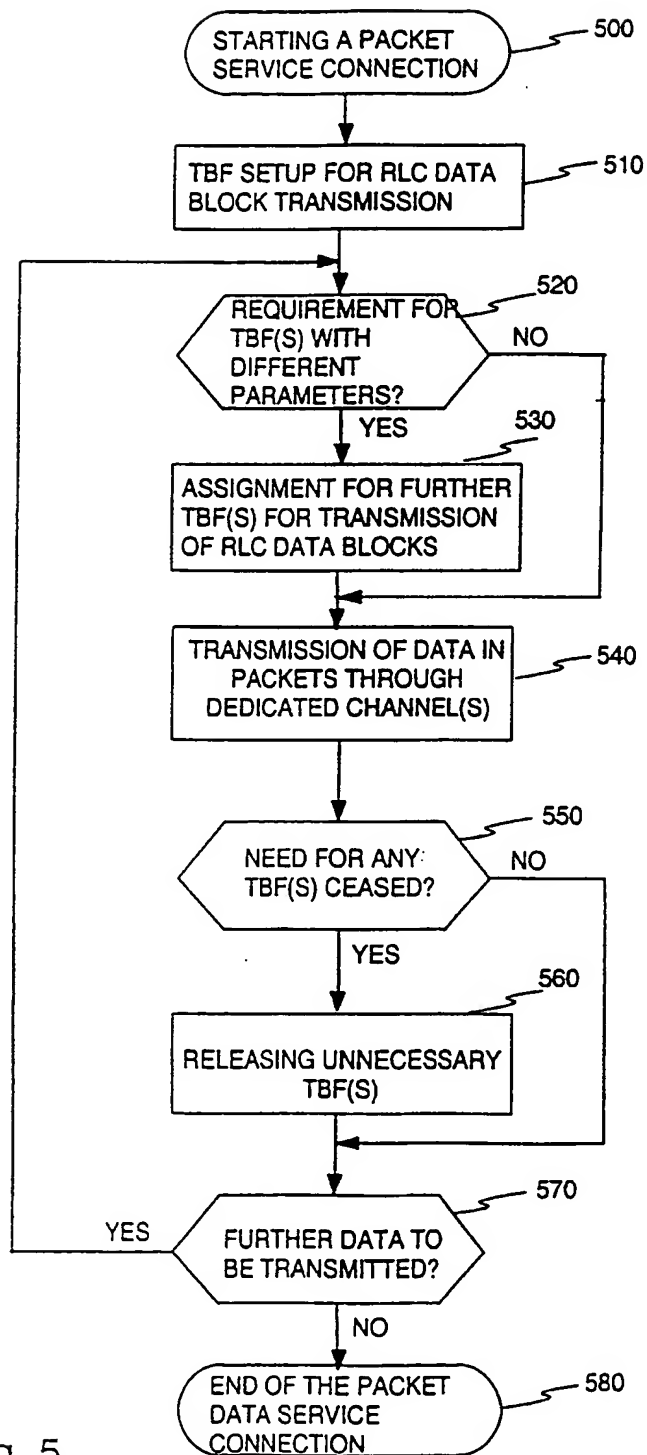 STARTING A PACKET
SERVICE CONNECTION
500
TBF SETUP FOR RLC DATA
BLOCK TRANSMISSION
510
520
REQUIREMENT FOR
TBF(S) WITH
DIFFERENT
PARAMETERS?
NO
YES
530
ASSIGNMENT FOR FURTHER
TBF(S) FOR TRANSMISSION
OF RLC DATA BLOCKS
TRANSMISSION OF DATA IN
PACKETS THROUGH
DEDICATED CHANNEL(S)
540
550
NEED FOR ANY
TBF(S) CEASED?
NO
YES
560
RELEASING UNNECESSARY
TBF(S)
570
YES
FURTHER DATA TO
BE TRANSMITTED?
NO
END OF THE PACKET
DATA SERVICE
CONNECTION
580
5